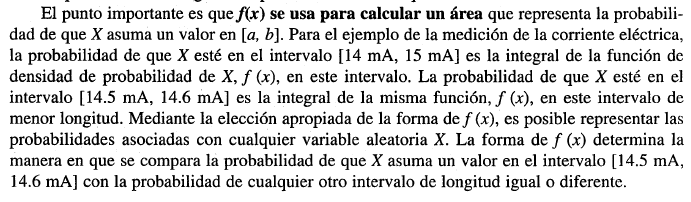 El punto importante es que f(x) se usa para calcular un área que representa la probabili-
dad de que X asuma un valor en [a, b]. Para el ejemplo de la medición de la corriente eléctrica,
la probabilidad de que X esté en el intervalo [14 mA, 15 mA] es la integral de la función de
densidad de probabilidad de X, f (x), en este intervalo. La probabilidad de que X esté en el
intervalo [14.5 mA, 14.6 mA] es la integral de la misma función, f (x), en este intervalo de
menor longitud. Mediante la elección apropiada de la forma de f (x), es posible representar las
probabilidades asociadas con cualquier variable aleatoria X. La forma de f (x) determina la
manera en que se compara la probabilidad de que X asuma un valor en el intervalo [14.5 mA,
14.6 mA] con la probabilidad de cualquier otro intervalo de longitud igual o diferente.